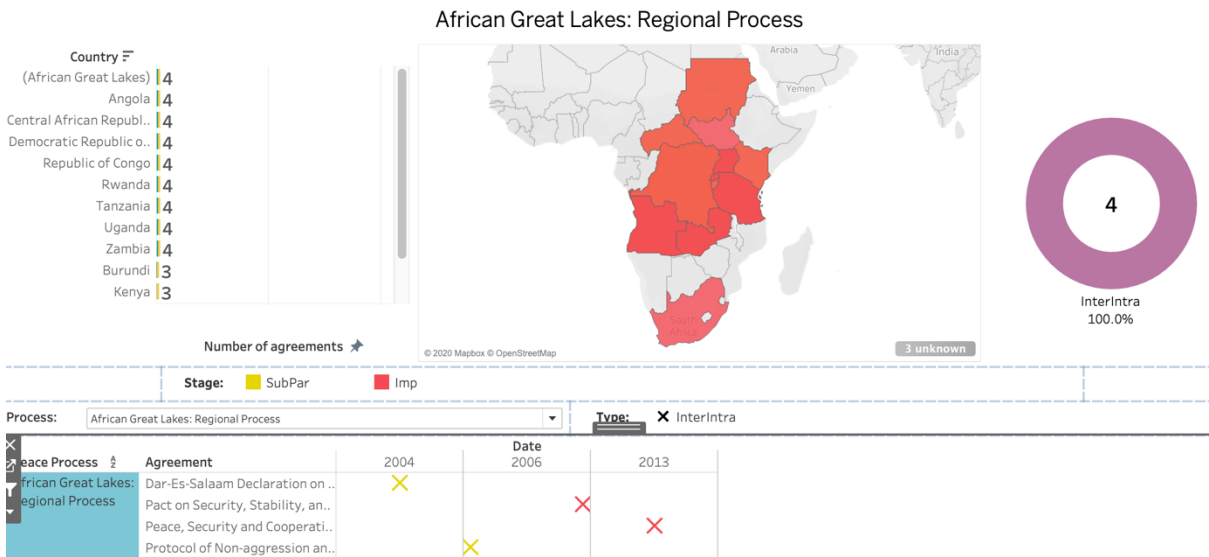 African Great Lakes: Regional Process
Country
(African Great Lakes) 4
Angola 4
Central African Republ.. 4
Democratic Republic o.. 4
Republic of Congo 4
Rwanda 4
Tanzania 4
Uganda 4
Zambia 4
Burundi 3
Kenya 3
Number of agreements
Arabia
India
Yemen
South
Africa
© 2020 Mapbox © OpenStreetMap
3 unknown
4
InterIntra
100.0%
Stage: SubPar Imp
Process: African Great Lakes: Regional Process Type: InterIntra
Date
eace Process Agreement 2004 2006 2013
frican Great Lakes: Dar-Es-Salaam Declaration on ..
egional Process Pact on Security, Stability, an..
Peace, Security and Cooperati..
Protocol of Non-aggression an..